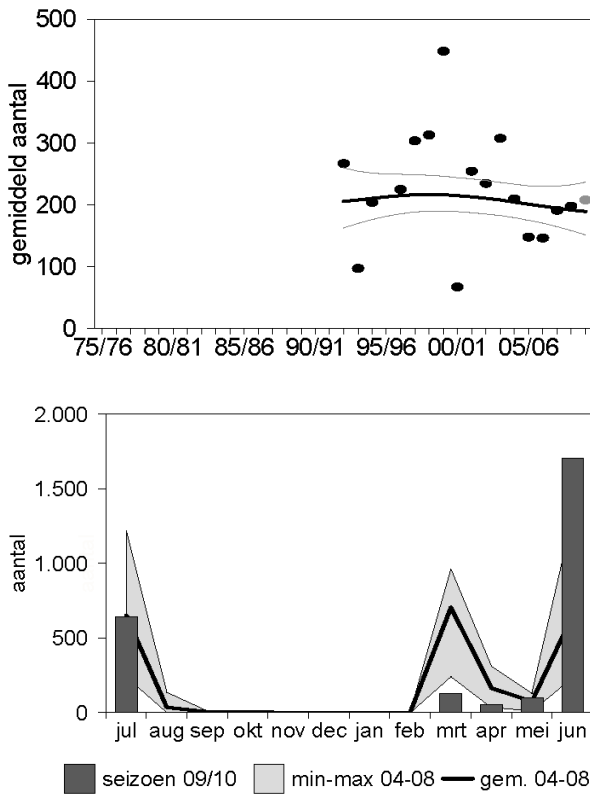 gemiddeld aantal
500
400
300
200
100
0
75/76 80/81 85/86 90/91 95/96 00/01 05/06
aantal
2.000
1.500
1.000
500
0
jul aug sep okt nov dec jan feb mrt apr mei jun
seizoen 09/10 min-max 04-08 gem. 04-08